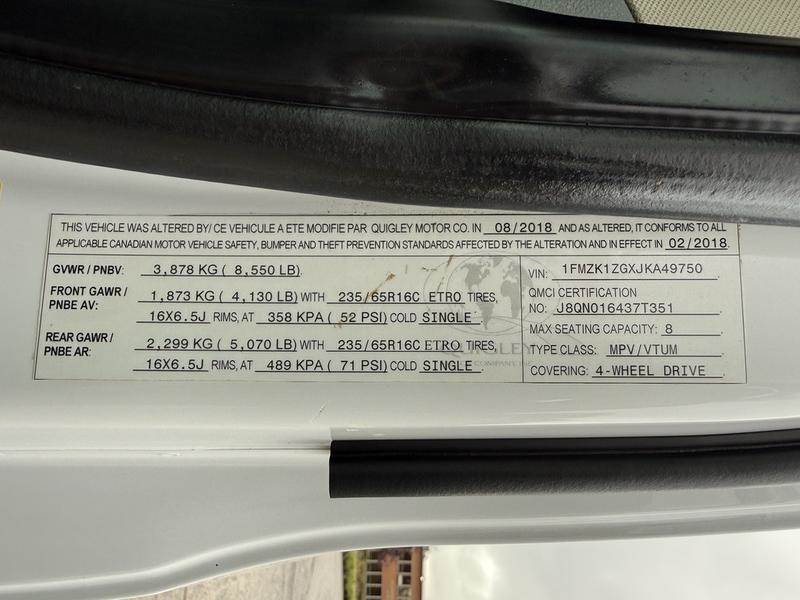 THIS VEHICLE WAS ALTERED BY/ CE VEHICULE A ETE MODIFIE PAR QUIGLEY MOTOR CO. IN 08/2018 AND AS ALTERED, IT CONFORMS TO ALL
APPLICABLE CANADIAN MOTOR VEHICLE SAFETY, BUMPER AND THEFT PREVENTION STANDARDS AFFECTED BY THE ALTERATION AND IN EFFECT IN 02/2018.
GVWR / PNBV: 3,878 KG ( 8,550 LB).
FRONT GAWR / PNBE AV: 1,873 KG ( 4,130 LB) WITH 235/65R16C ETRO TIRES,
16X6.5J RIMS, AT 358 KPA ( 52 PSI) COLD SINGLE.
REAR GAWR / PNBE AR: 2,299 KG ( 5,070 LB) WITH 235/65R16C ETRO TIRES,
16X6.5J RIMS, AT 489 KPA ( 71 PSI) COLD SINGLE.
QUIGLEY
COMPANY INC
VIN: 1FMZK1ZGXJKA49750
QMCI CERTIFICATION
NO: J8QN016437T351
MAX SEATING CAPACITY: 8
TYPE CLASS: MPV/VTUM
COVERING: 4-WHEEL DRIVE